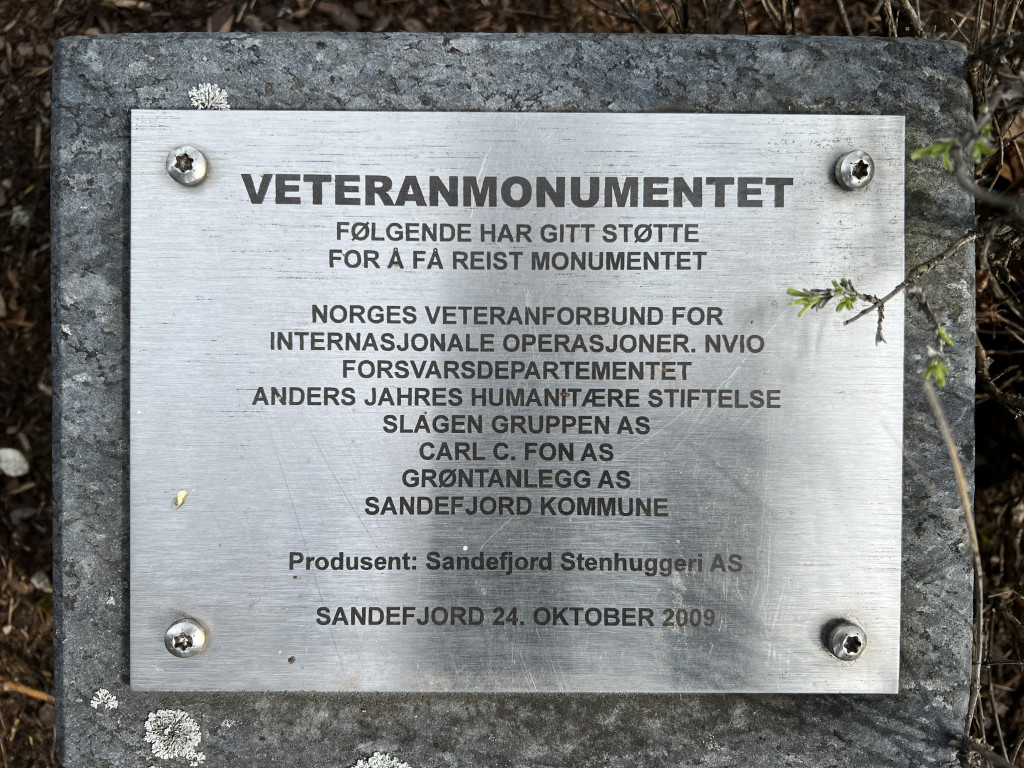 VETERANMONUMENTET
FØLGENDE HAR GITT STØTTE
FOR Å FÅ REIST MONUMENTET
NORGES VETERANFORBUND FOR
INTERNASJONALE OPERASJONER. NVIO
FORSVARSDEPARTEMENTET
ANDERS JAHRES HUMANITÆRE STIFTELSE
SLAGEN GRUPPEN AS
CARL C. FON AS
GRØNTANLEGG AS
SANDEFJORD KOMMUNE
Produsent: Sandefjord Stenhuggeri AS
SANDEFJORD 24. OKTOBER 2009